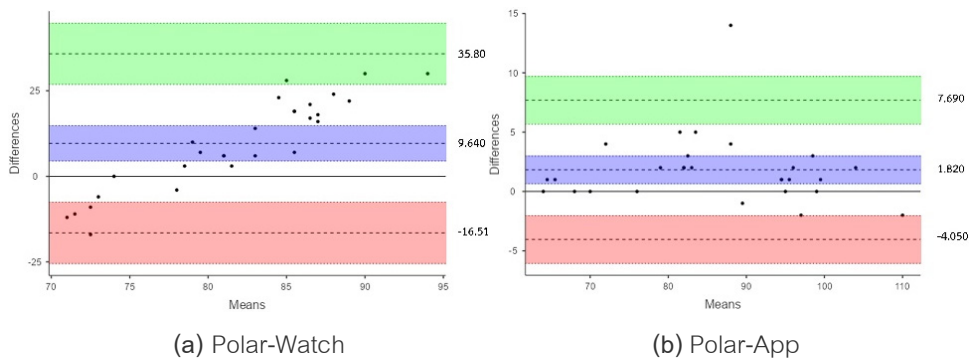 35.80
25
9.640
0
-16.51
-25
70 75 80 85 90 95
Means
Differences
(a) Polar-Watch
15
10
7.690
5
1.820
0
-4.050
-5
70 80 90 100 110
Means
Differences
(b) Polar-App